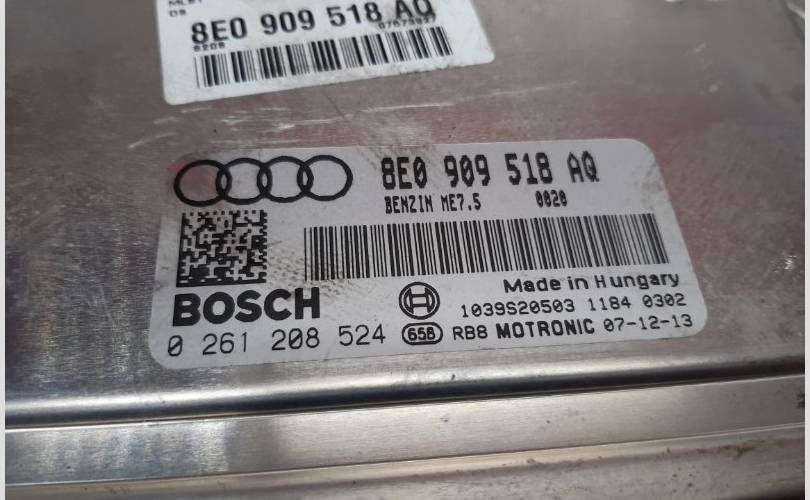 8E0 909 518 AQ
8E0 909 518 AQ
BENZIN ME7.5 0020
Made in Hungary
BOSCH
1039S20503 1184 0302
0 261 208 524 658 RB8 MOTRONIC 07-12-13